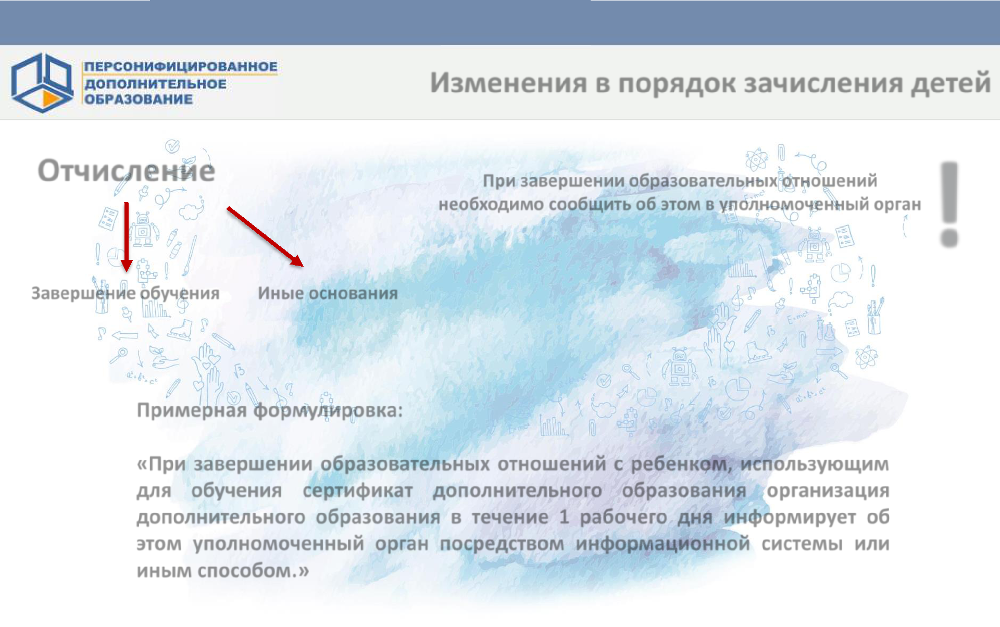 ПЕРСОНИФИЦИРОВАННОЕ
ДОПОЛНИТЕЛЬНОЕ
ОБРАЗОВАНИЕ
Изменения в порядок зачисления детей
Отчисление
При завершении образовательных отношений
необходимо сообщить об этом в уполномоченный орган
!
Завершение обучения
Иные основания
Примерная формулировка:
«При завершении образовательных отношений с ребенком, использующим
для обучения сертификат дополнительного образования организация
дополнительного образования в течение 1 рабочего дня информирует об
этом уполномоченный орган посредством информационной системы или
иным способом.»